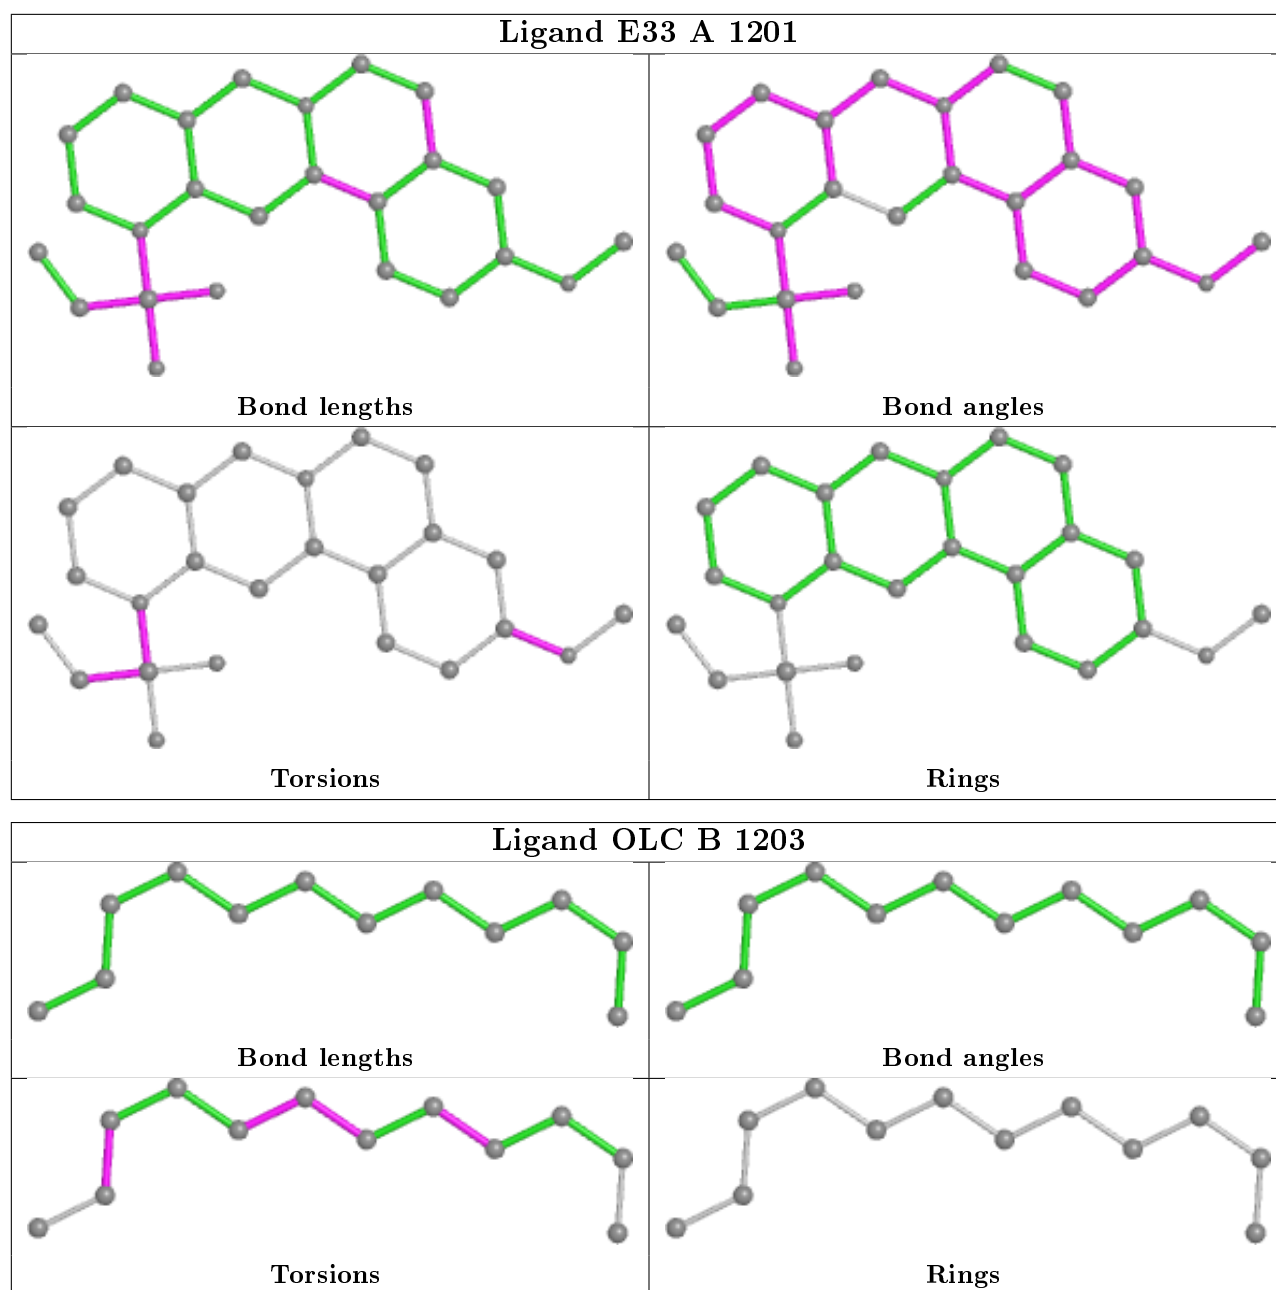 Ligand E33 A 1201
Bond lengths
Bond angles
Torsions
Rings
Ligand OLC B 1203
Bond lengths
Bond angles
Torsions
Rings